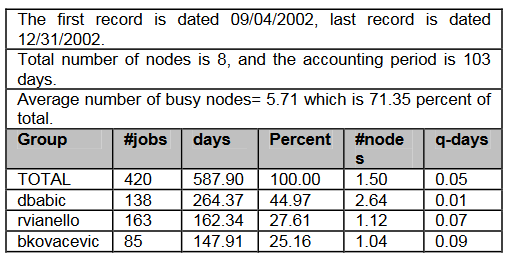 The first record is dated 09/04/2002, last record is dated
12/31/2002.
Total number of nodes is 8, and the accounting period is 103
days.
Average number of busy nodes= 5.71 which is 71.35 percent of
total.
Group #jobs days Percent #node s q-days
TOTAL 420 587.90 100.00 1.50 0.05
dbabic 138 264.37 44.97 2.64 0.01
rvianello 163 162.34 27.61 1.12 0.07
bkovacevic 85 147.91 25.16 1.04 0.09